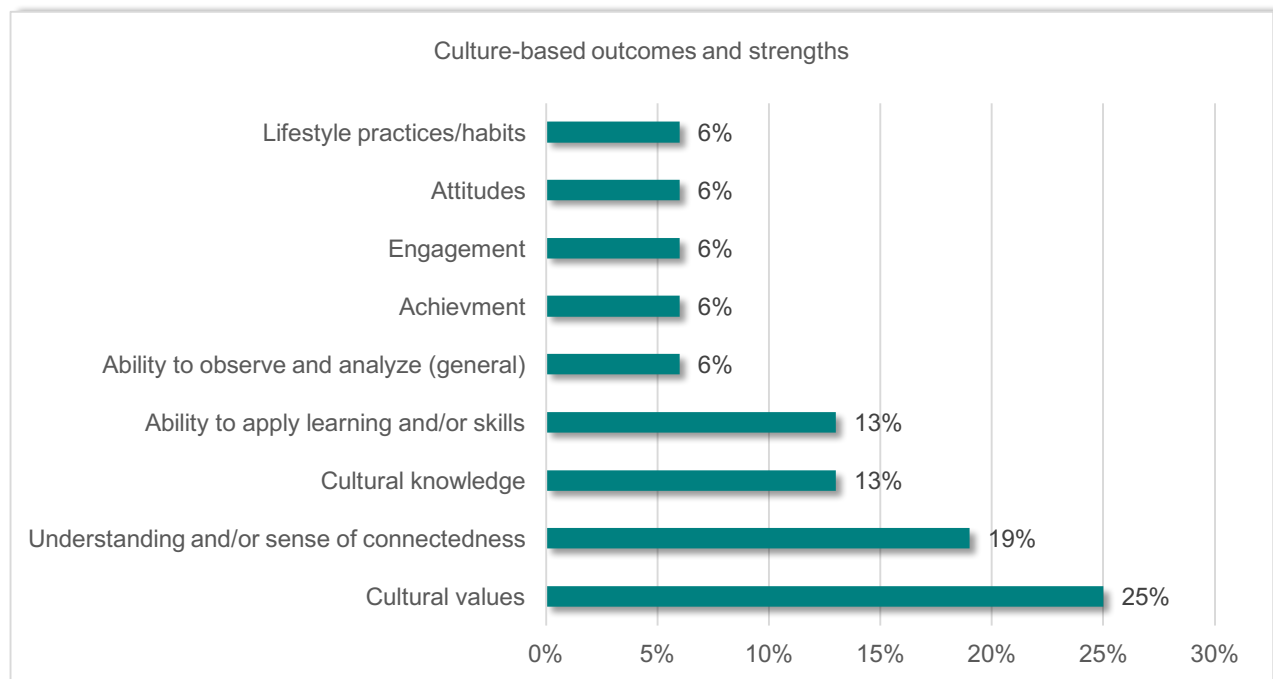 Culture-based outcomes and strengths
Lifestyle practices/habits 6%
Attitudes 6%
Engagement 6%
Achievment 6%
Ability to observe and analyze (general) 6%
Ability to apply learning and/or skills 13%
Cultural knowledge 13%
Understanding and/or sense of connectedness 19%
Cultural values 25%
0% 5% 10% 15% 20% 25% 30%